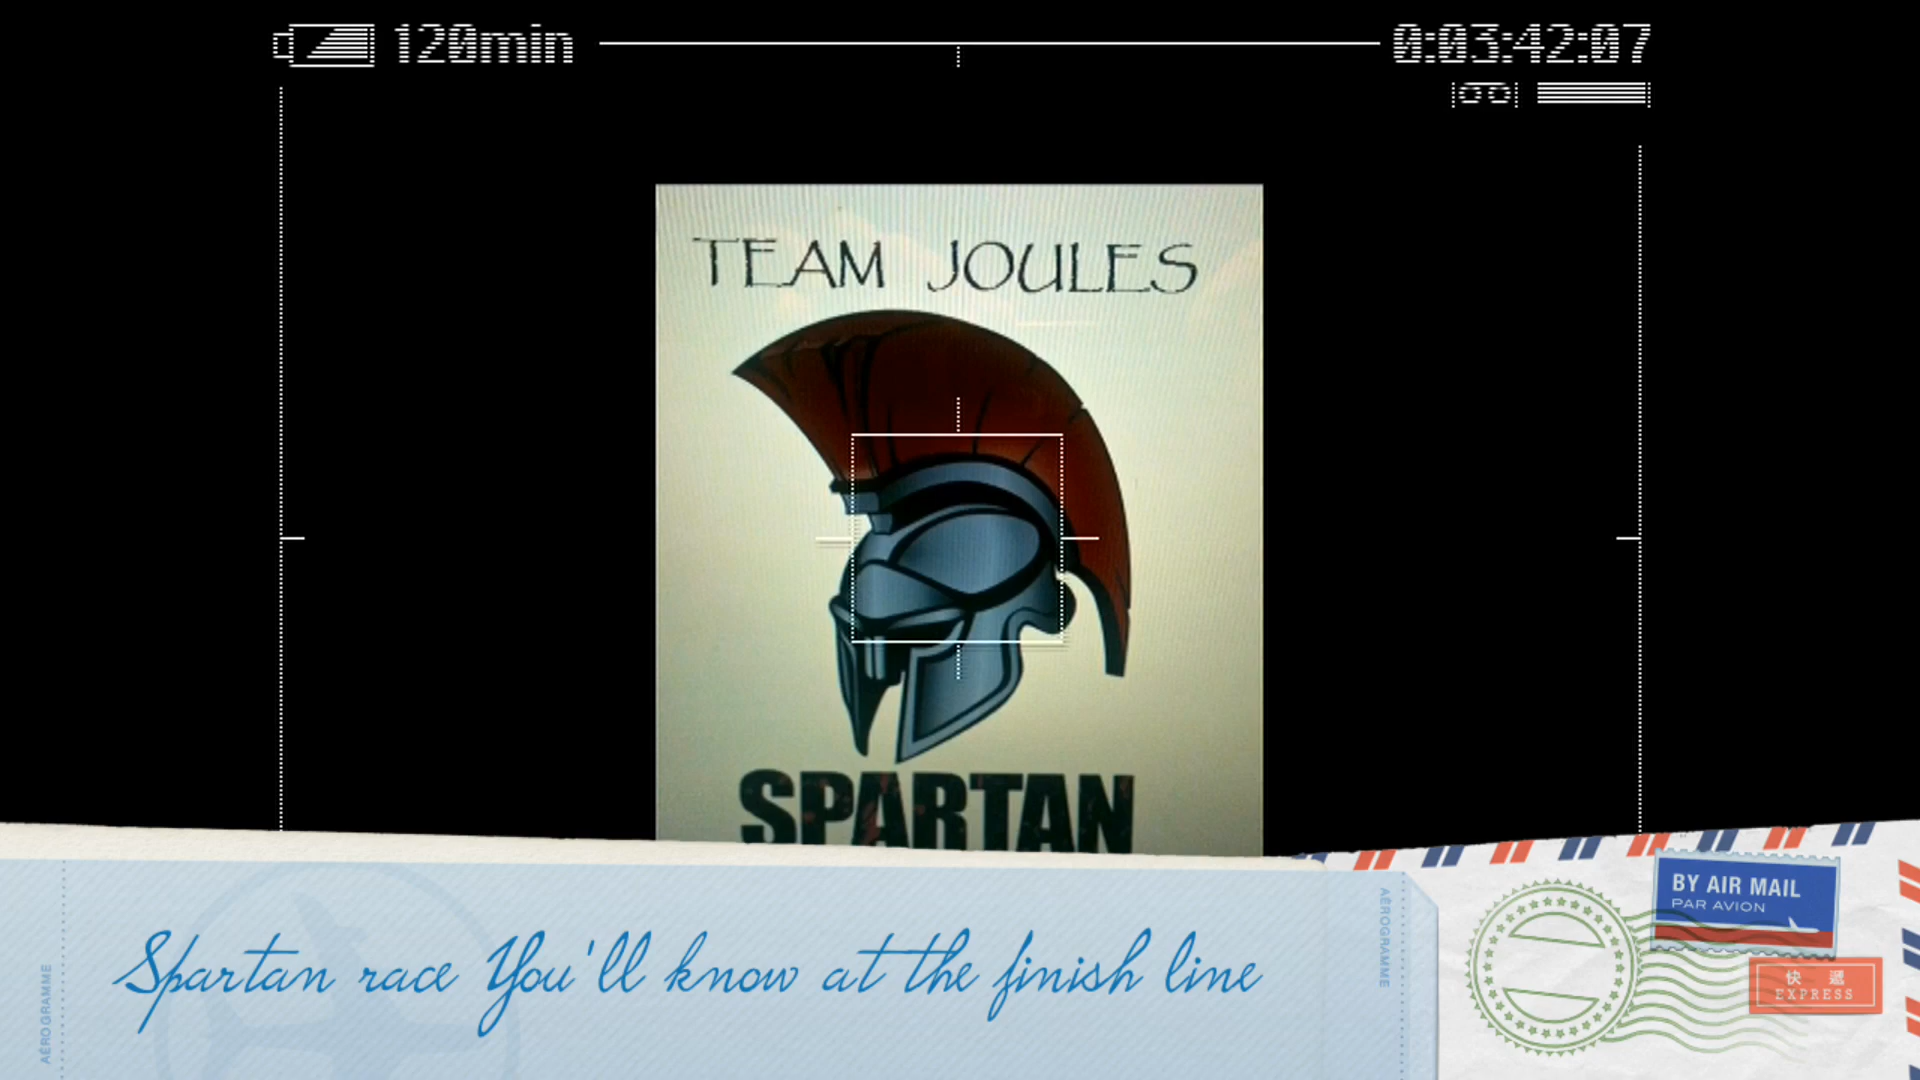 120min
0:03:42:07
TEAM JOULES
SPARTAN
Spartan race You'll know at the finish line
AÉROGRAMME
AÉROGRAMME
BY AIR MAIL
PAR AVION
快 遞
EXPRESS